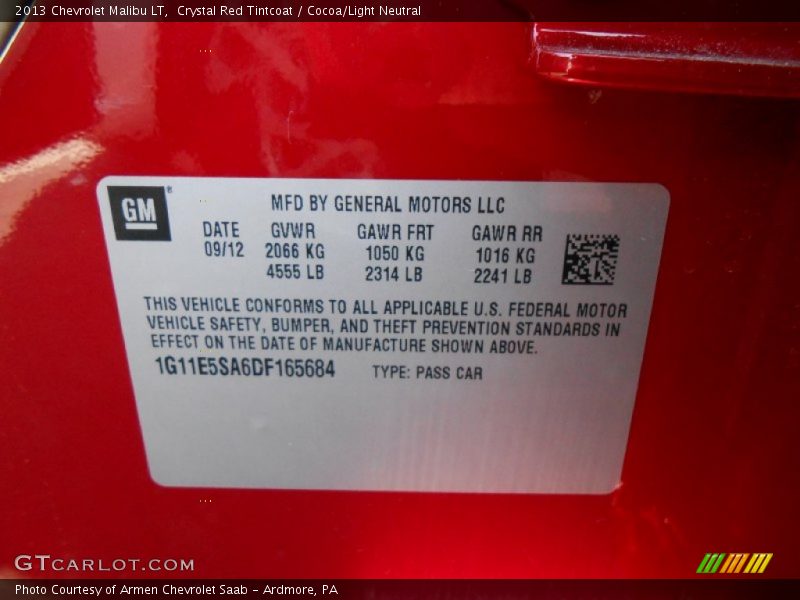 2013 Chevrolet Malibu LT,  Crystal Red Tintcoat / Cocoa/Light Neutral
GM®
MFD BY GENERAL MOTORS LLC
DATE GVWR GAWR FRT GAWR RR
09/12 2066 KG 1050 KG 1016 KG
4555 LB 2314 LB 2241 LB
THIS VEHICLE CONFORMS TO ALL APPLICABLE U.S. FEDERAL MOTOR
VEHICLE SAFETY, BUMPER, AND THEFT PREVENTION STANDARDS IN
EFFECT ON THE DATE OF MANUFACTURE SHOWN ABOVE.
1G11E5SA6DF165684 TYPE: PASS CAR
GTCARLOT.COM
Photo Courtesy of Armen Chevrolet Saab - Ardmore, PA